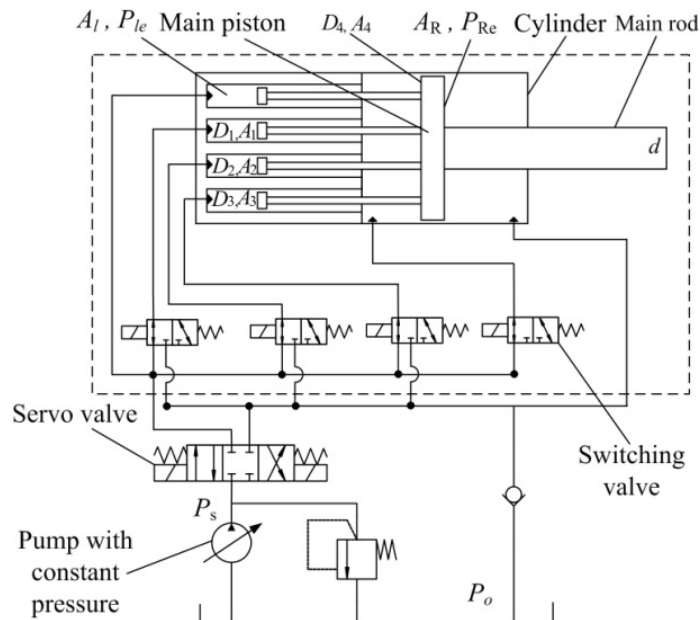 A_l , P_le Main piston D_4, A_4 A_R , P_Re Cylinder Main rod
D_1,A_1
d
D_2,A_2
D_3,A_3
Servo valve
Switching
valve
P_s
Pump with
constant
pressure
P_o